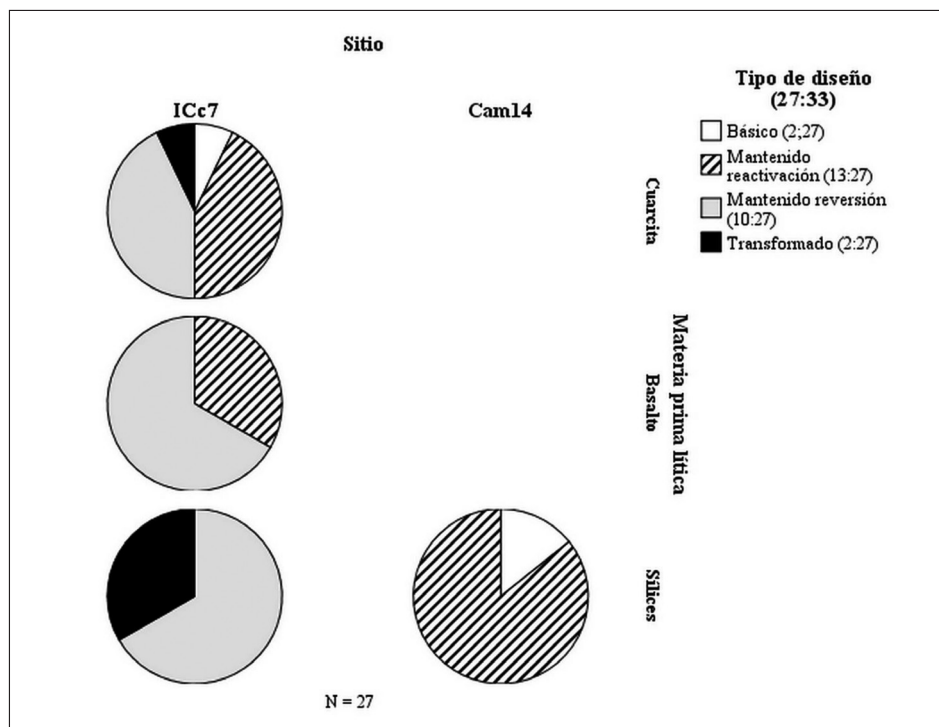 Sitio
ICc7
Cam14
Tipo de diseño
(27:33)
Básico (2;27)
Mantenido
reactivación (13:27)
Mantenido reversión
(10:27)
Transformado (2:27)
Cuarcita
Basalto
Sílices
Materia prima lítica
N = 27